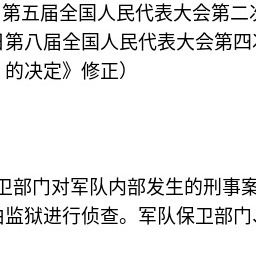 第五届全国人民代表大会第二
第八届全国人民代表大会第四
的决定》修正）
卫部门对军队内部发生的刑事案
监狱进行侦查。军队保卫部门、